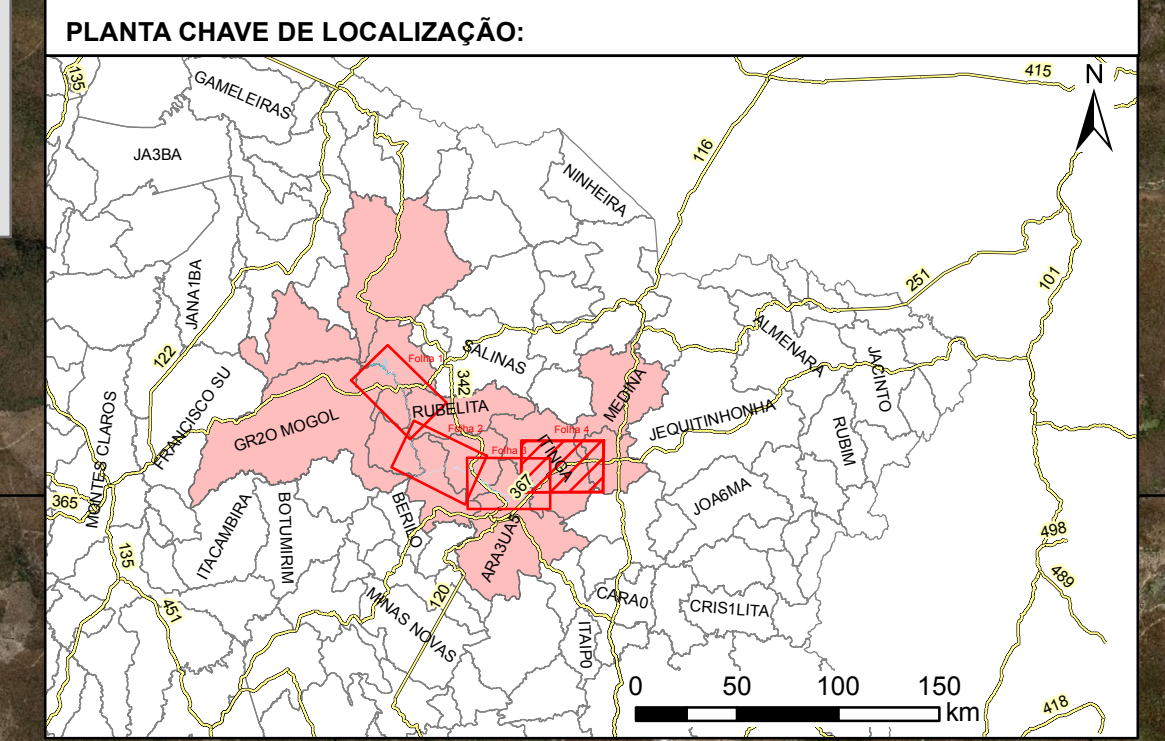 PLANTA CHAVE DE LOCALIZAÇÃO:
135
GAMELEIRAS
415
N
JA3BA
116
NINHEIRA
JANA1BA
251
101
122
SALINAS
ALMENARA
JACINTO
Folha 1
342
MEDINA
MONTES CLAROS
FRANCISCO SU
GR2O MOGOL
RUBELITA
JEQUITINHONHA
RUBIM
Folha 2
Folha 4
Folha 3
ITINGA
367
365
ITACAMBIRA
BOTUMIRIM
BERILO
JOA6MA
498
135
ARA3UA5
489
451
MINAS NOVAS
120
CARA0
CRIS1LITA
ITAIP0
0 50 100 150
km
418